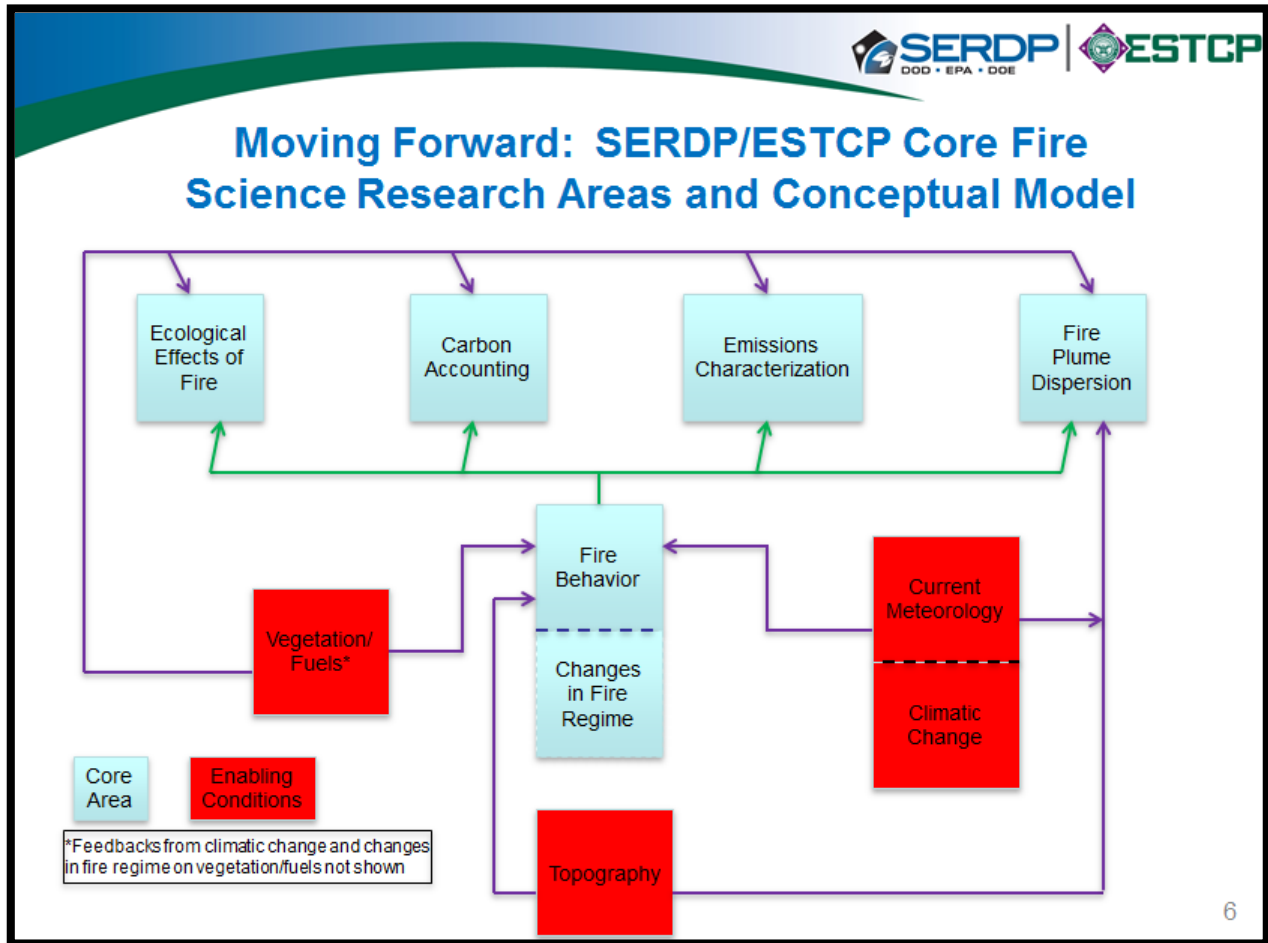 SERDP
DOD • EPA • DOE
ESTCP
Moving Forward: SERDP/ESTCP Core Fire
Science Research Areas and Conceptual Model
Ecological
Effects of
Fire
Carbon
Accounting
Emissions
Characterization
Fire
Plume
Dispersion
Fire
Behavior
Changes
in Fire
Regime
Vegetation/
Fuels*
Current
Meteorology
Climatic
Change
Core
Area
Enabling
Conditions
*Feedbacks from climatic change and changes
in fire regime on vegetation/fuels not shown
Topography
6